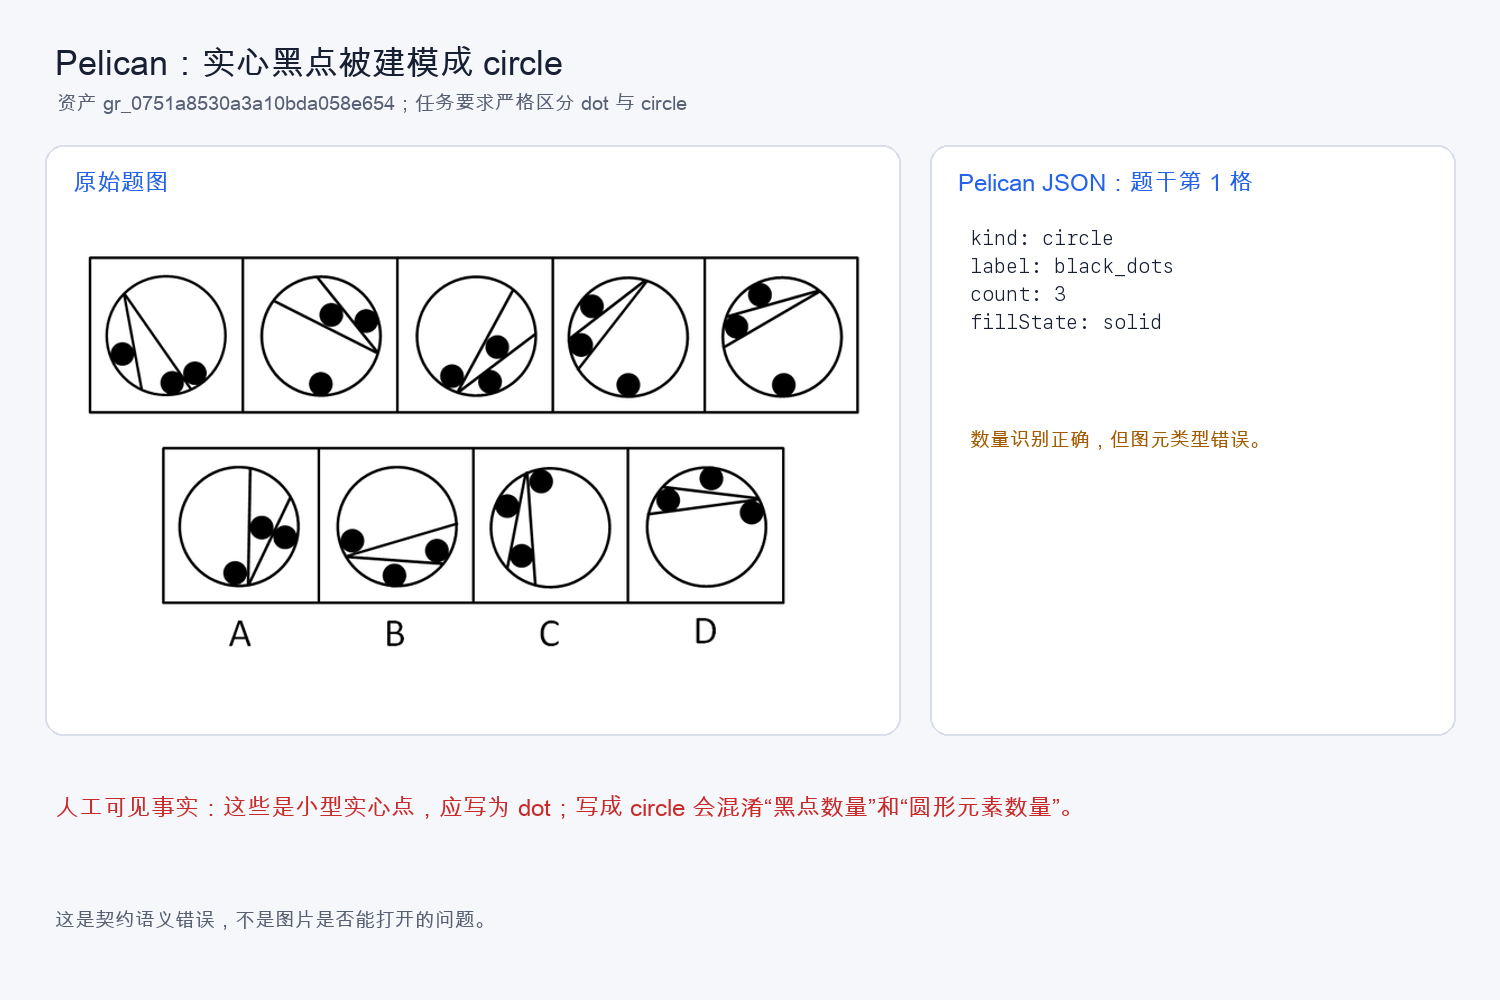 Pelican：实心黑点被建模成 circle
资产 gr_0751a8530a3a10bda058e654；任务要求严格区分 dot 与 circle
原始题图
A B C D
Pelican JSON：题干第 1 格
kind: circle
label: black_dots
count: 3
fillState: solid
数量识别正确，但图元类型错误。
人工可见事实：这些是小型实心点，应写为 dot；写成 circle 会混淆“黑点数量”和“圆形元素数量”。
这是契约语义错误，不是图片是否能打开的问题。